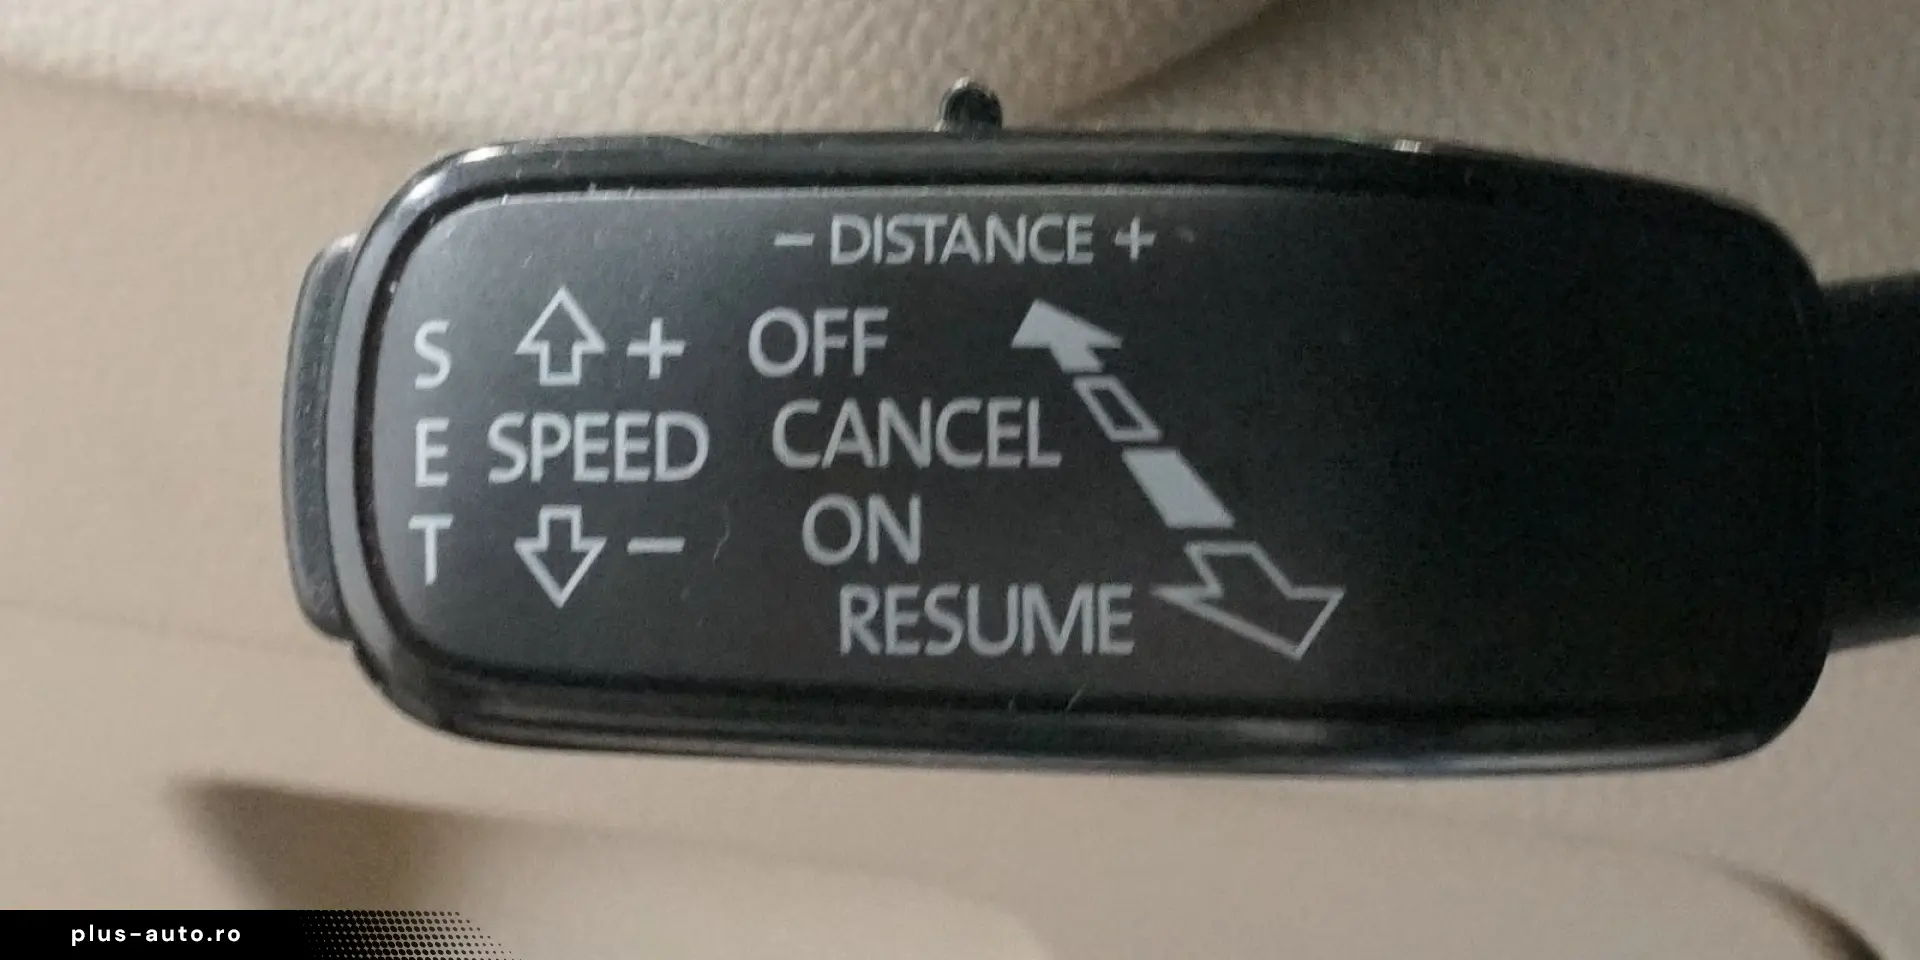 - DISTANCE +
S + OFF
E SPEED CANCEL
T - ON
RESUME
plus-auto.ro